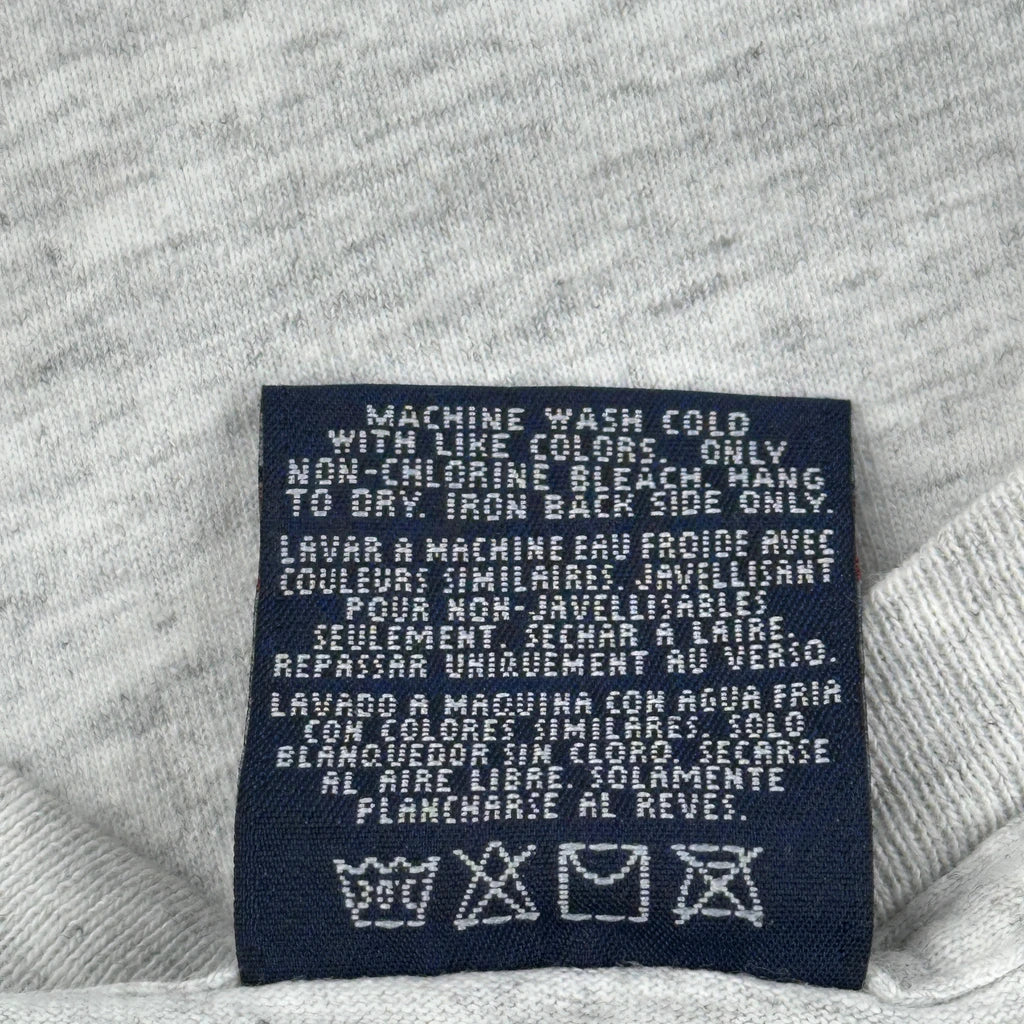 MACHINE WASH COLD
WITH LIKE COLORS. ONLY
NON-CHLORINE BLEACH. HANG
TO DRY. IRON BACK SIDE ONLY.
LAVAR A MACHINE EAU FROIDE AVEC
COULEURS SIMILAIRES. JAVELLISANT
POUR NON-JAVELLISABLES
SEULEMENT. SECHAR A LAIRE.
REPASSAR UNIQUEMENT AU VERSO.
LAVADO A MAQUINA CON AGUA FRIA
CON COLORES SIMILARES. SOLO
BLANQUEDOR SIN CLORO. SECARSE
AL AIRE LIBRE. SOLAMENTE
PLANCHARSE AL REVES.
30°C